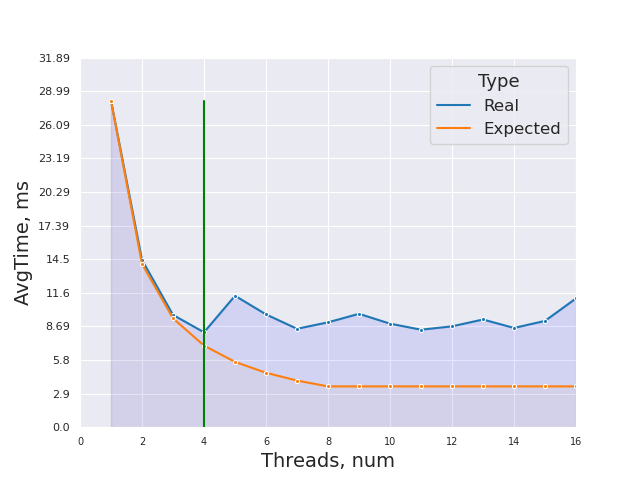 31.89
28.99
26.09
23.19
20.29
17.39
14.5
11.6
8.69
5.8
2.9
0.0
AvgTime, ms
Type
Real
Expected
0 2 4 6 8 10 12 14 16
Threads, num